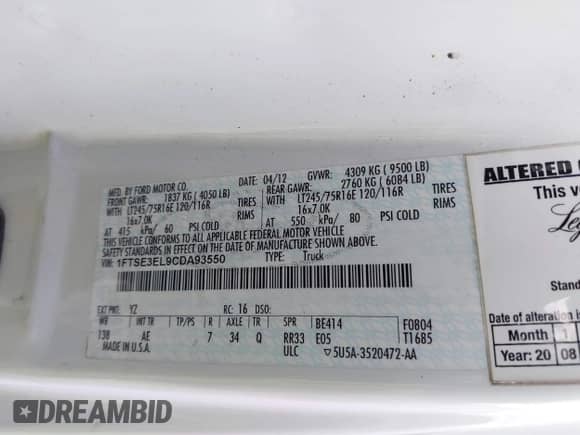 MFD. BY FORD MOTOR CO.
04/12 GVWR: 4309 KG ( 9500 LB)
FRONT GAWR: 1837 KG ( 4050 LB)
REAR GAWR: 2760 KG ( 6084 LB)
WITH LT245/75R16E 120/116R TIRES
WITH LT245/75R16E 120/116R TIRES
16x7.0K RIMS
16x7.0K RIMS
AT 415 kPa/ 60 PSI COLD
AT 550 kPa/ 80 PSI COLD
THIS VEHICLE CONFORMS TO ALL APPLICABLE FEDERAL MOTOR VEHICLE
SAFETY STANDARDS IN EFFECT ON THE DATE OF MANUFACTURE SHOWN ABOVE.
VIN: 1FTSE3EL9CDA93550
TYPE: Truck
EXT PNT: YZ RC: 16 DSO:
WB INT TR TP/PS R AXLE TR SPR BE414 F0804
138 AE 7 34 Q RR33 E05 T1685
MADE IN U.S.A. ULC ▽5U5A-3520472-AA
ALTERED
This v
Standa
Date of alteration i
Month 1
Year: 20 08
DREAMBID